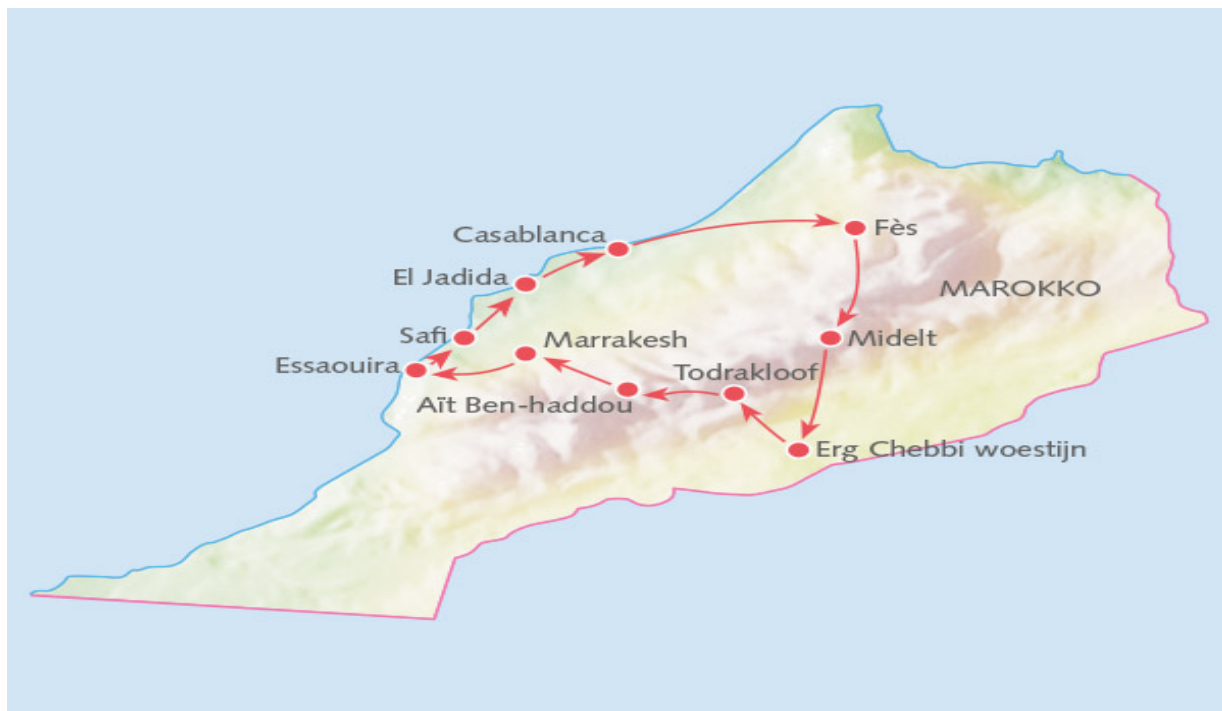 Casablanca
Fès
El Jadida
MAROKKO
Safi
Marrakesh
Midelt
Essaouira
Todrakloof
Aït Ben-haddou
Erg Chebbi woestijn